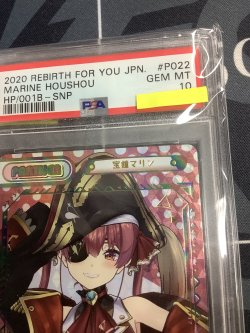 2020 REBIRTH FOR YOU JPN. #P022
MARINE HOUSHOU GEM MT
HP/001B-SNP 10
PSA
宝鐘マリン